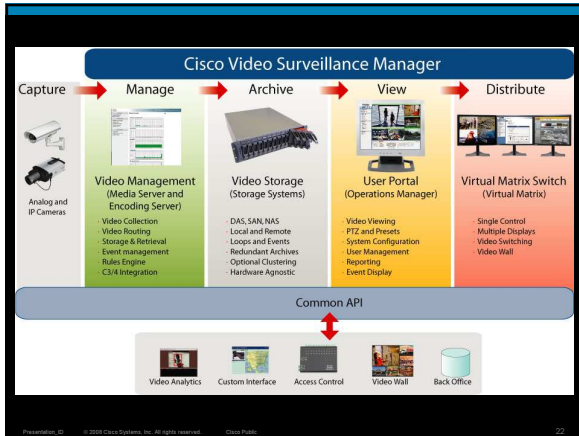 Cisco Video Surveillance Manager
Capture
Manage
Archive
View
Distribute
Analog and
IP Cameras
Video Management
(Media Server and
Encoding Server)
- Video Collection
- Video Routing
- Storage & Retrieval
- Event management
- Rules Engine
- C3/4 Integration
Video Storage
(Storage Systems)
- DAS, SAN, NAS
- Local and Remote
- Loops and Events
- Redundant Archives
- Optional Clustering
- Hardware Agnostic
User Portal
(Operations Manager)
- Video Viewing
- PTZ and Presets
- System Configuration
- User Management
- Reporting
- Event Display
Virtual Matrix Switch
(Virtual Matrix)
- Single Control
- Multiple Displays
- Video Switching
- Video Wall
Common API
Video Analytics
Custom Interface
Access Control
Video Wall
Back Office
Presentation_ID
© 2009 Cisco Systems, Inc. All rights reserved.
Cisco Public
22